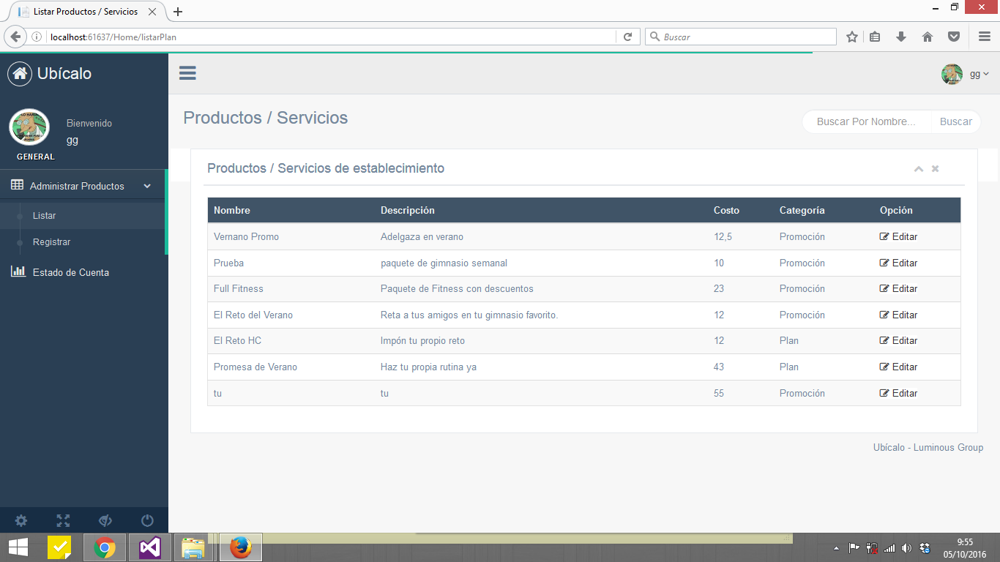 Listar Productos / Servicios
localhost:61637/Home/listarPlan
Buscar
Ubícalo
gg
Bienvenido
gg
GENERAL
Administrar Productos
Listar
Registrar
Estado de Cuenta
Productos / Servicios
Buscar Por Nombre... Buscar
Productos / Servicios de establecimiento
Nombre Descripción Costo Categoría Opción
Vernano Promo Adelgaza en verano 12,5 Promoción Editar
Prueba paquete de gimnasio semanal 10 Promoción Editar
Full Fitness Paquete de Fitness con descuentos 23 Promoción Editar
El Reto del Verano Reta a tus amigos en tu gimnasio favorito. 12 Promoción Editar
El Reto HC Impón tu propio reto 12 Plan Editar
Promesa de Verano Haz tu propia rutina ya 43 Plan Editar
tu tu 55 Promoción Editar
Ubícalo - Luminous Group
9:55
05/10/2016